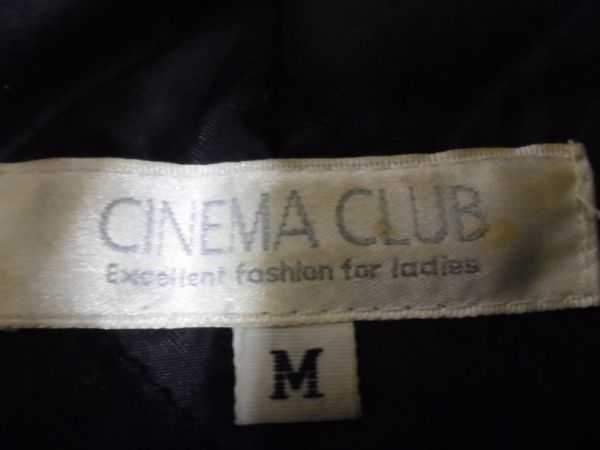 CINEMA CLUB
Excellent fashion for ladies
M